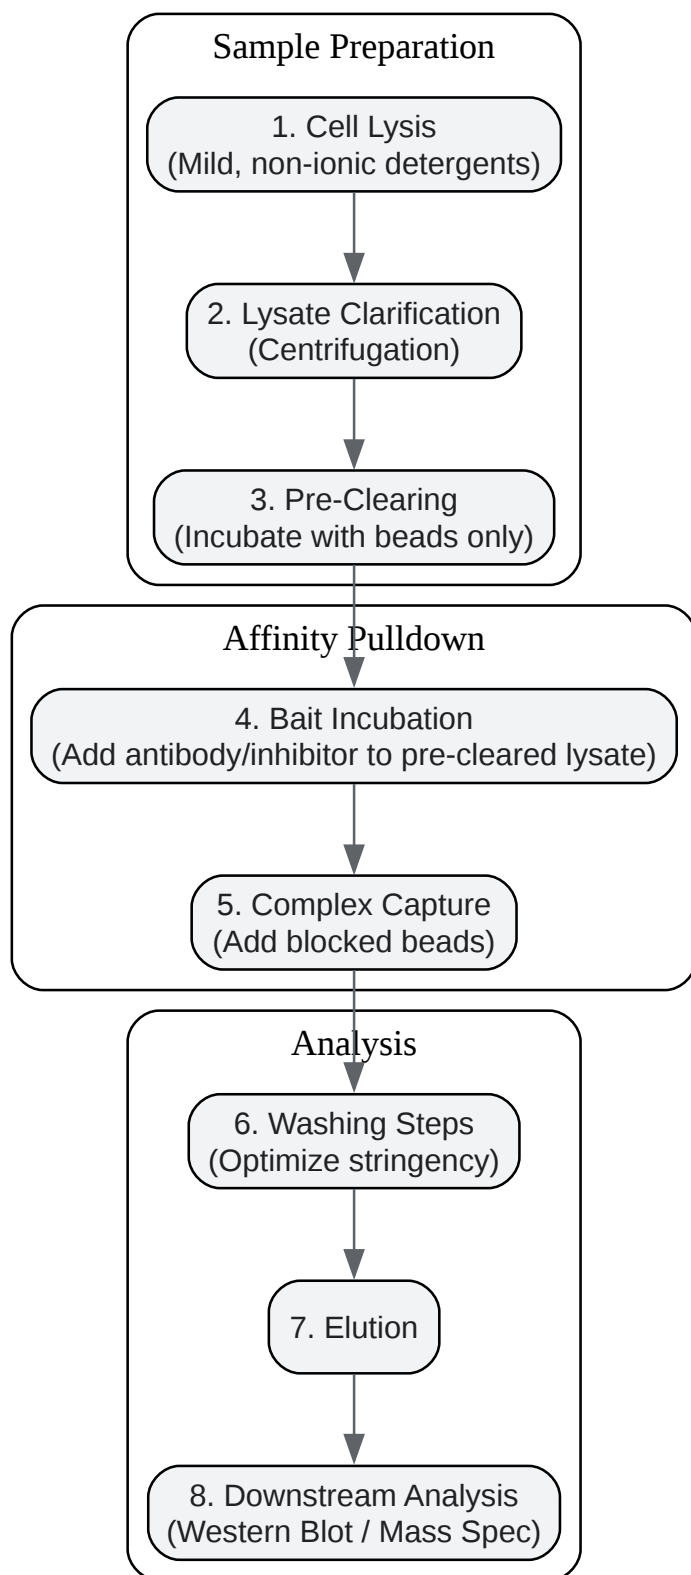 Sample Preparation
1. Cell Lysis
(Mild, non-ionic detergents)
2. Lysate Clarification
(Centrifugation)
3. Pre-Clearing
(Incubate with beads only)
Affinity Pulldown
4. Bait Incubation
(Add antibody/inhibitor to pre-cleared lysate)
5. Complex Capture
(Add blocked beads)
Analysis
6. Washing Steps
(Optimize stringency)
7. Elution
8. Downstream Analysis
(Western Blot / Mass Spec)